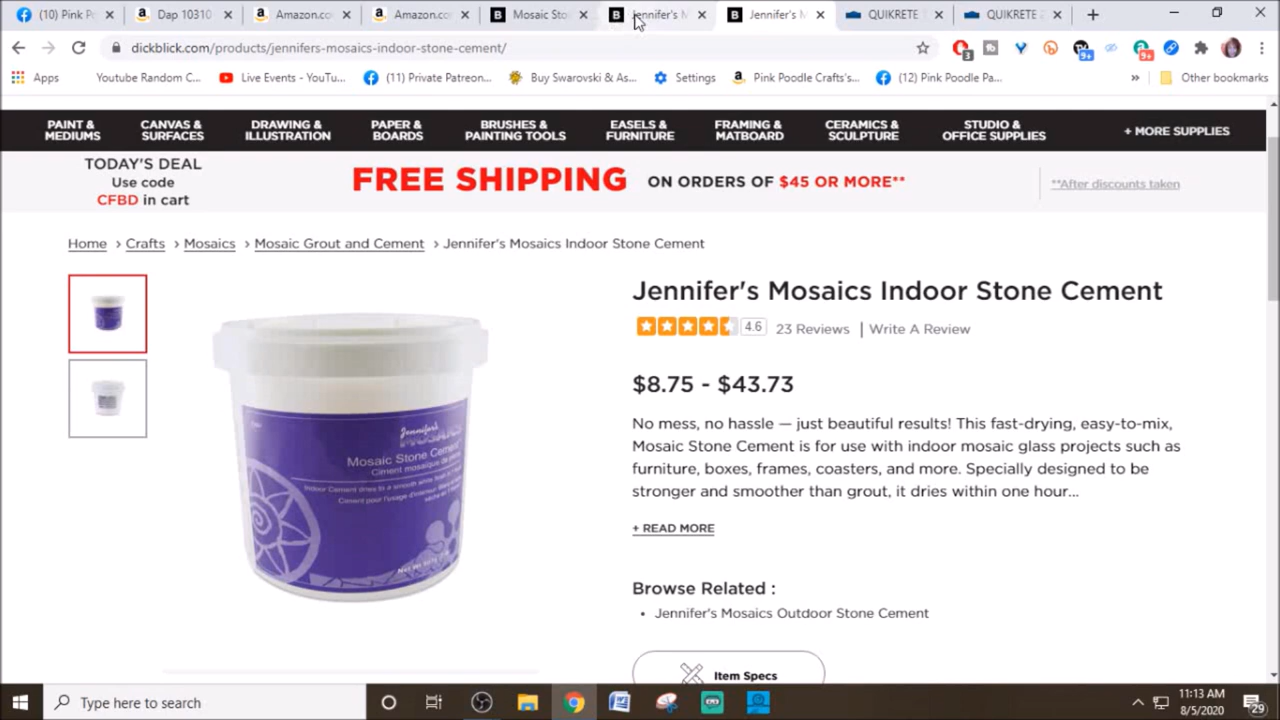 (10) Pink P
Dap 10310
Amazon.co
Amazon.co
Mosaic Sto
Jennifer's M
Jennifer's M
QUIKRETE
QUIKRETE
dickblick.com/products/jennifers-mosaics-indoor-stone-cement/
3
9+
9+
Apps
Youtube Random C...
Live Events - YouTu...
(11) Private Patreon...
Buy Swarovski & As...
Settings
Pink Poodle Crafts's...
(12) Pink Poodle Pa...
»
Other bookmarks
PAINT &
MEDIUMS
CANVAS &
SURFACES
DRAWING &
ILLUSTRATION
PAPER &
BOARDS
BRUSHES &
PAINTING TOOLS
EASELS &
FURNITURE
FRAMING &
MATBOARD
CERAMICS &
SCULPTURE
STUDIO &
OFFICE SUPPLIES
+ MORE SUPPLIES
TODAY'S DEAL
Use code
CFBD in cart
FREE SHIPPING ON ORDERS OF $45 OR MORE**
**After discounts taken
Home > Crafts > Mosaics > Mosaic Grout and Cement > Jennifer's Mosaics Indoor Stone Cement
Jennifer's
Mosaic Stone Cement
Ciment mosaïque de pierre
Jennifer's Mosaics Indoor Stone Cement
4.6 23 Reviews | Write A Review
$8.75 - $43.73
No mess, no hassle — just beautiful results! This fast-drying, easy-to-mix,
Mosaic Stone Cement is for use with indoor mosaic glass projects such as
furniture, boxes, frames, coasters, and more. Specially designed to be
stronger and smoother than grout, it dries within one hour...
+ READ MORE
Browse Related :
• Jennifer's Mosaics Outdoor Stone Cement
Item Specs
Type here to search
11:13 AM
8/5/2020
29